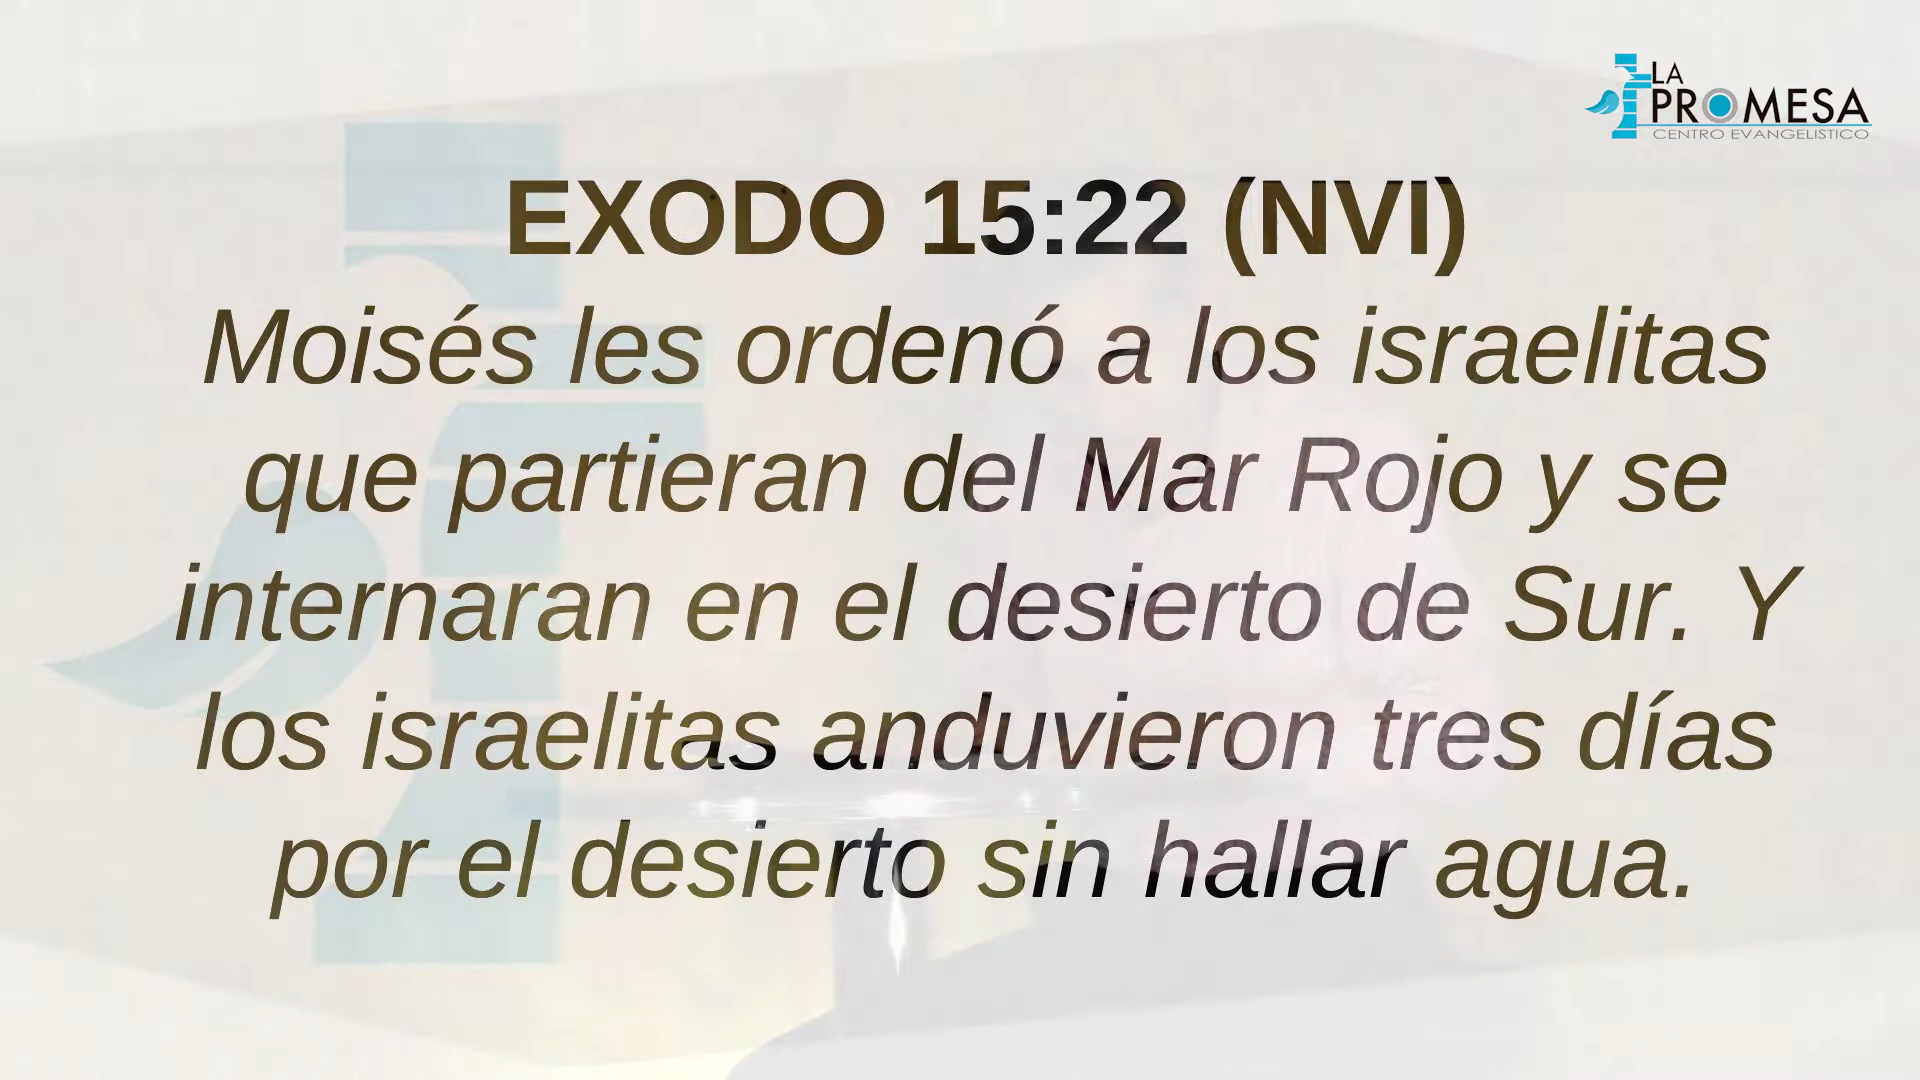 LA
PROMESA
CENTRO EVANGELÍSTICO
EXODO 15:22 (NVI)
Moisés les ordenó a los israelitas
que partieran del Mar Rojo y se
internaran en el desierto de Sur. Y
los israelitas anduvieron tres días
por el desierto sin hallar agua.